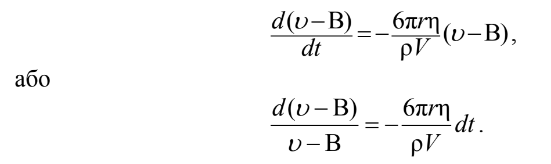 d(υ−B)/dt = − 6πrη/ρV (υ−B),
або
d(υ − B)/υ − B = − 6πrη/ρV dt.